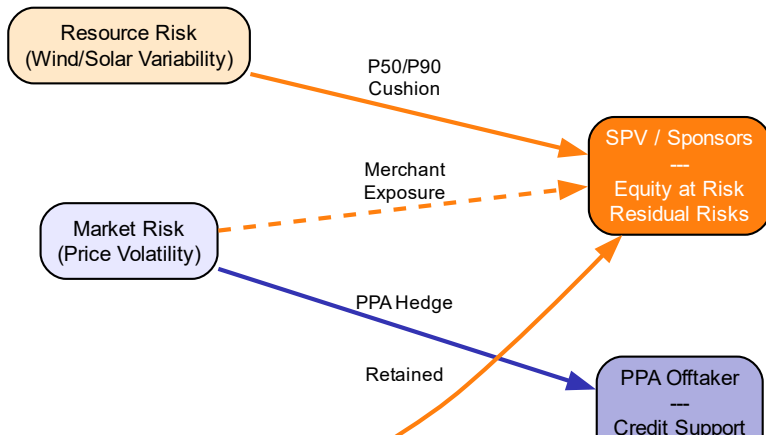 Resource Risk
(Wind/Solar Variability)
P50/P90
Cushion
SPV / Sponsors
---
Equity at Risk
Residual Risks
Merchant
Exposure
Market Risk
(Price Volatility)
PPA Hedge
Retained
PPA Offtaker
---
Credit Support